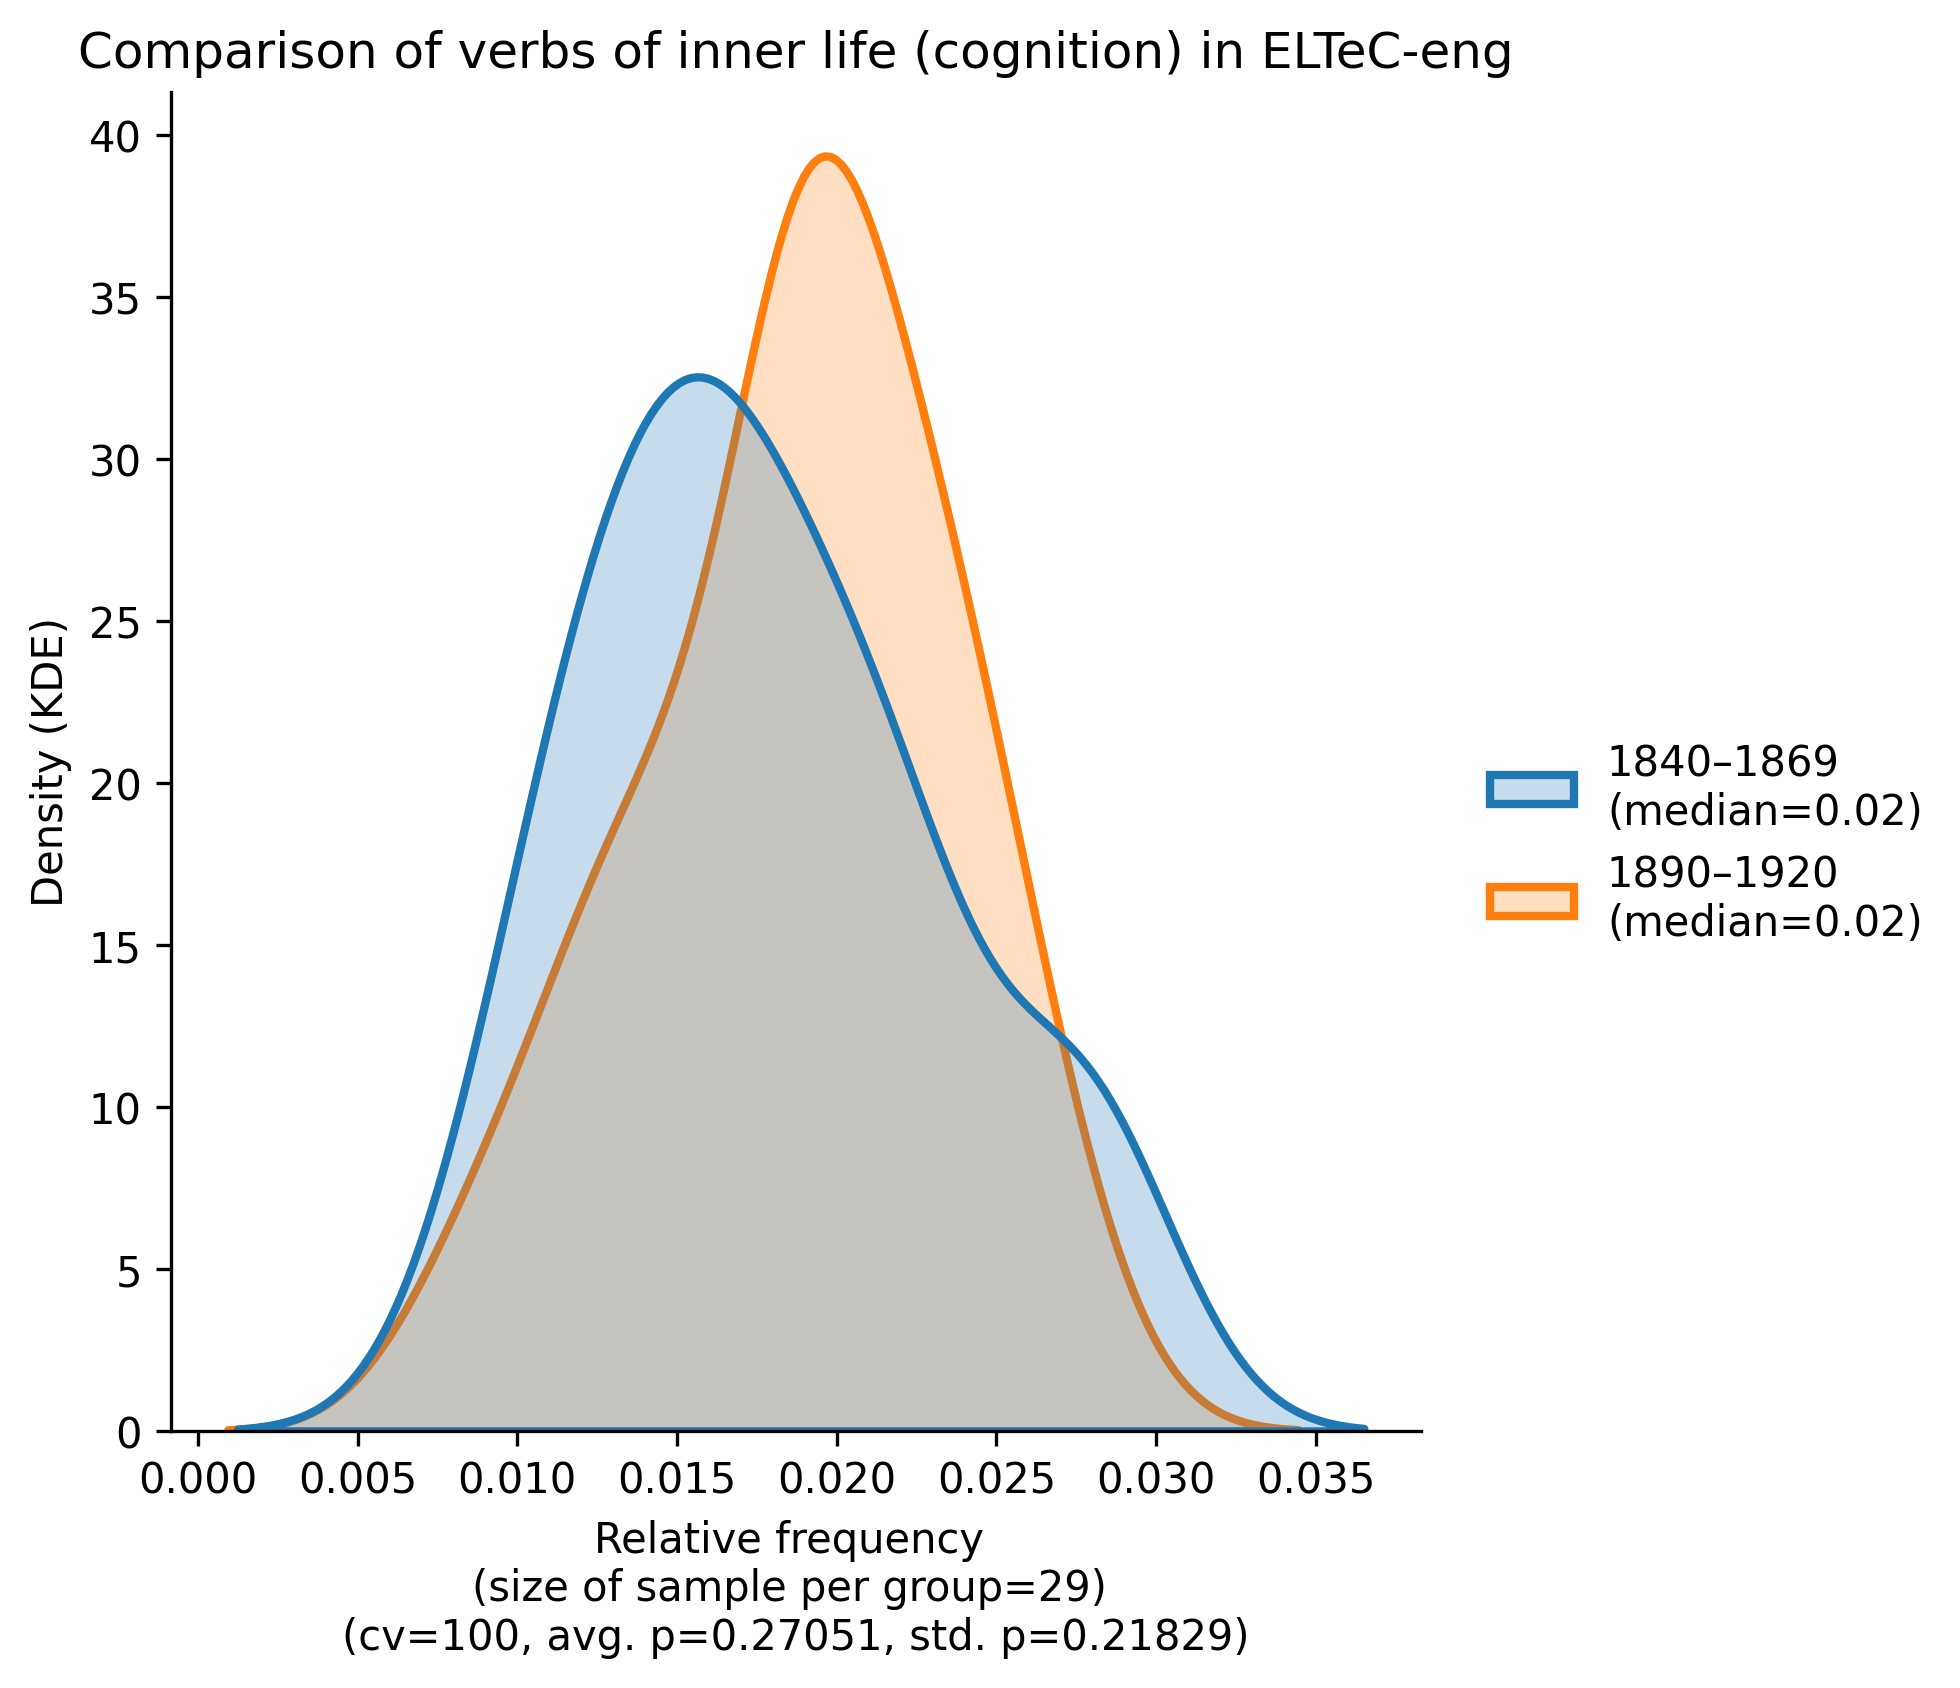 Comparison of verbs of inner life (cognition) in ELTeC-eng
40
35
30
25
20
15
10
5
0
Density (KDE)
0.000 0.005 0.010 0.015 0.020 0.025 0.030 0.035
Relative frequency
(size of sample per group=29)
(cv=100, avg. p=0.27051, std. p=0.21829)
1840–1869
(median=0.02)
1890–1920
(median=0.02)